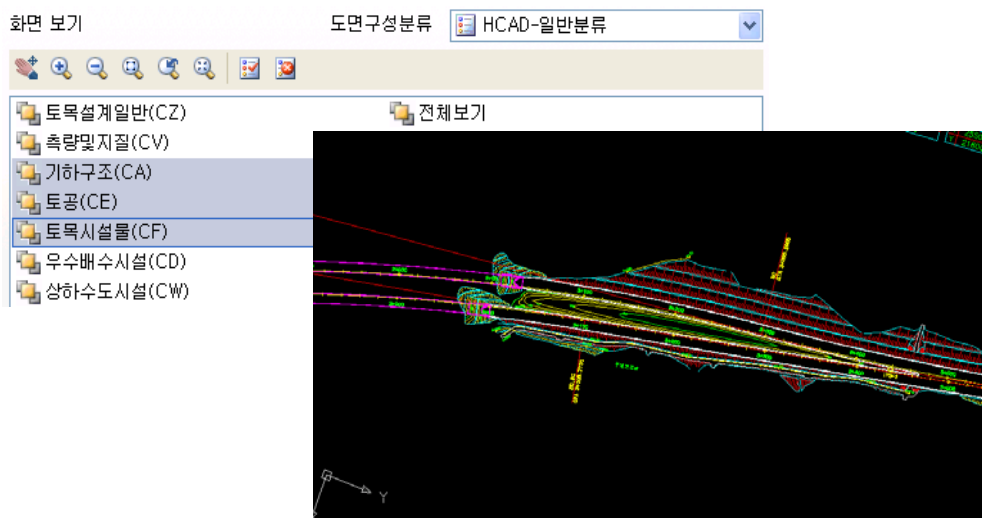 화면 보기 도면구성분류 HCAD-일반분류
토목설계일반(CZ) 전체보기
측량및지질(CV)
기하구조(CA)
토공(CE)
토목시설물(CF)
우수배수시설(CD)
상하수도시설(CW)
Y